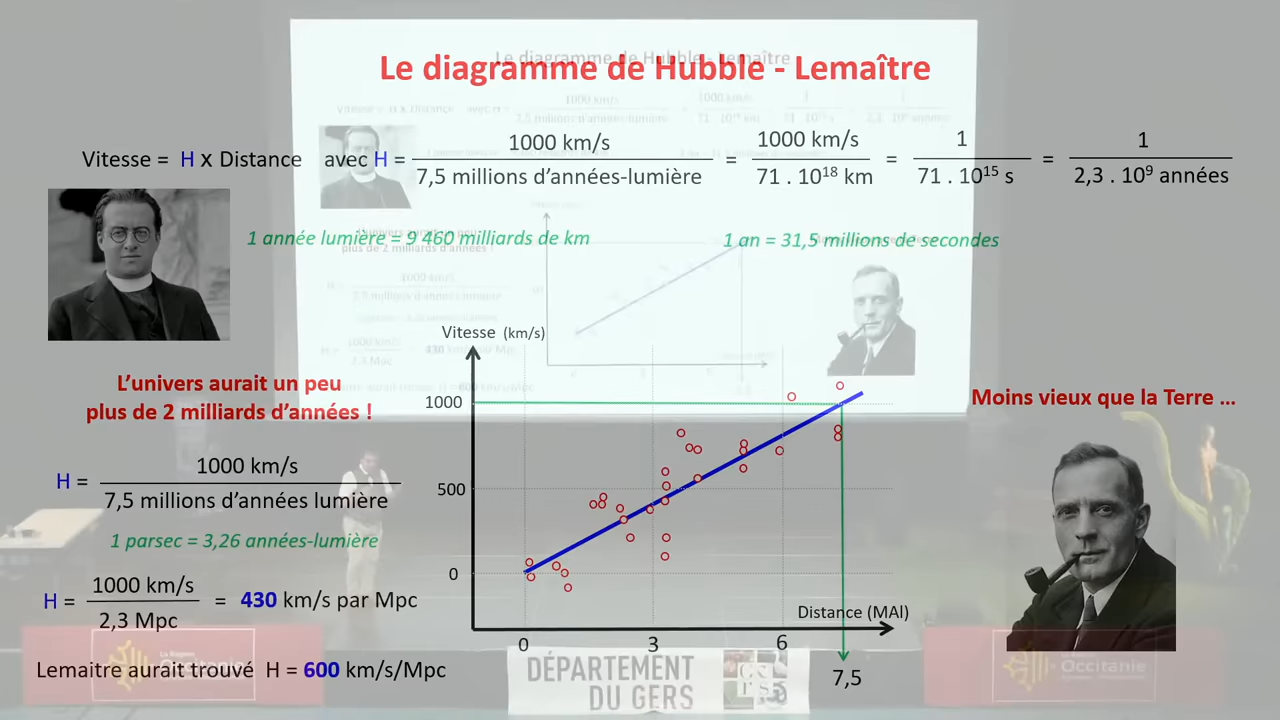 Le diagramme de Hubble - Lemaître
Vitesse = H x Distance avec H = 1000 km/s / 7,5 millions d’années-lumière = 1000 km/s / 71 . 10¹⁸ km = 1 / 71 . 10¹⁵ s = 1 / 2,3 . 10⁹ années
1 année lumière = 9 460 milliards de km
1 an = 31,5 millions de secondes
L’univers aurait un peu
plus de 2 milliards d’années !
Moins vieux que la Terre ...
H = 1000 km/s / 7,5 millions d’années lumière
1 parsec = 3,26 années-lumière
H = 1000 km/s / 2,3 Mpc = 430 km/s par Mpc
Lemaitre aurait trouvé H = 600 km/s/Mpc
Vitesse (km/s)
1000
500
0
Distance (MAl)
0 3 6
7,5
DÉPARTEMENT
DU GERS
Occitanie
Occitanie